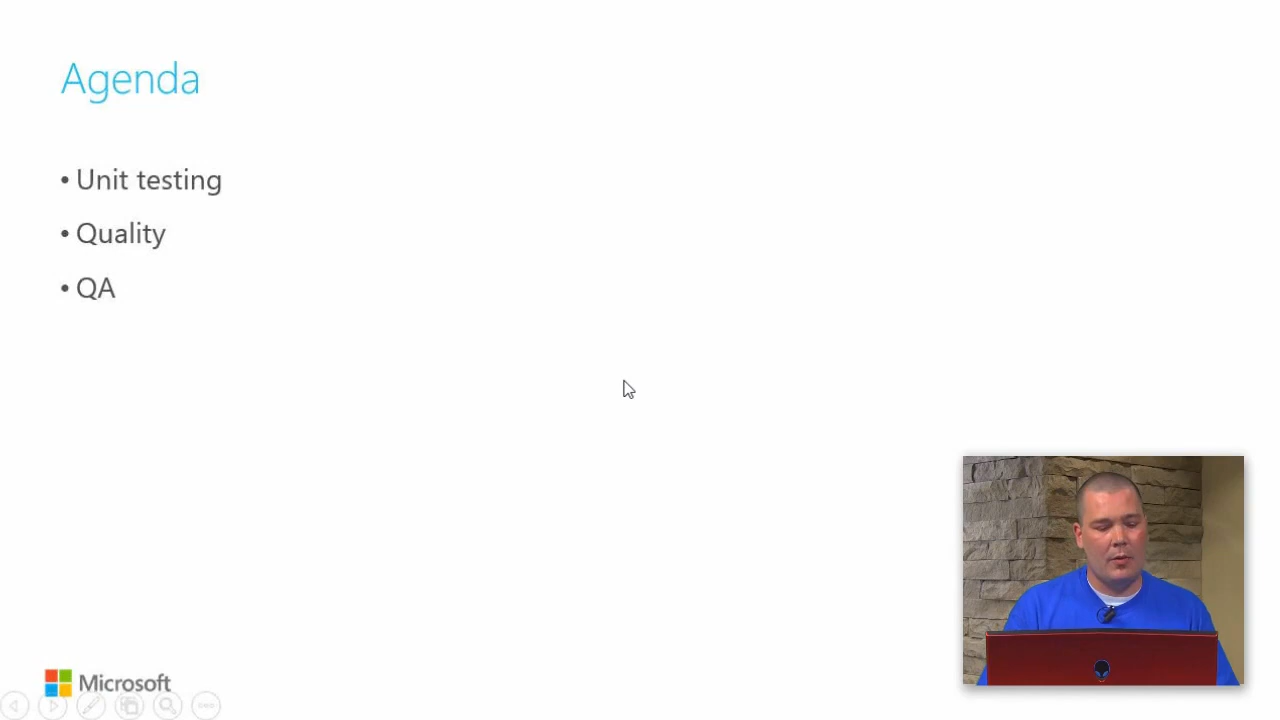 Agenda
• Unit testing
• Quality
• QA
Microsoft